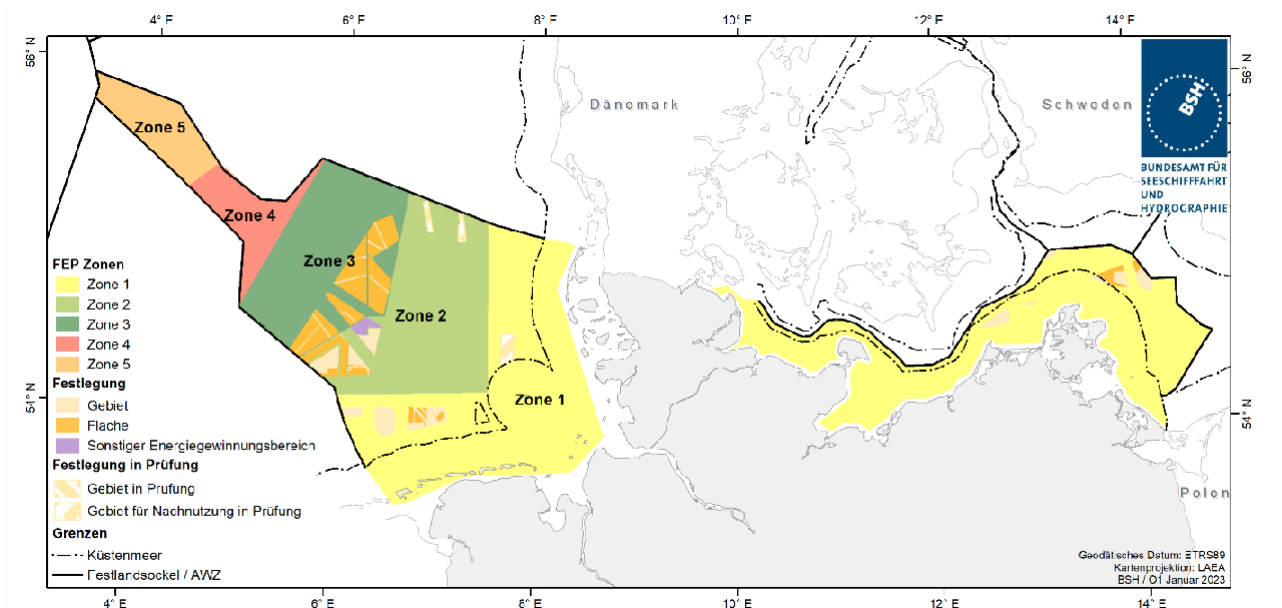 4° E 6° E 8° E 10° E 12° E 14° E
56° N
56° N
Dänemark
Schweden
BSH
BUNDESAMT FÜR
SEESCHIFFFAHRT
UND
HYDROGRAPHIE
Zone 5
Zone 4
Zone 3
Zone 2
Zone 1
FEP Zonen
Zone 1
Zone 2
Zone 3
Zone 4
Zone 5
Festlegung
Gebiet
Fläche
Sonstiger Energiegewinnungsbereich
Festlegung in Prüfung
Gebiet in Prüfung
Gebiet für Nachnutzung in Prüfung
Grenzen
Küstenmeer
Festlandsockel / AWZ
54° N
54° N
Polen
Geodätisches Datum: ETRS89
Kartenprojektion: LAEA
BSH / 01 Januar 2023
4° E 6° E 8° E 10° E 12° E 14° E